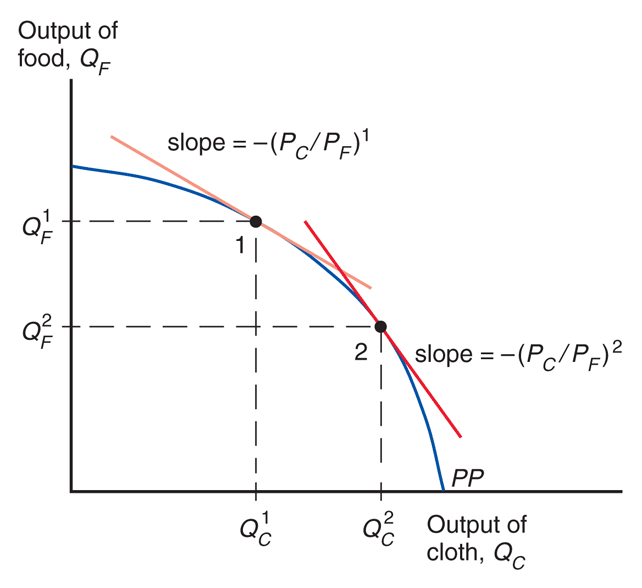 Output of
food, Q_F
slope = –(P_C/P_F)^1
Q_F^1
1
Q_F^2
2
slope = –(P_C/P_F)^2
PP
Q_C^1
Q_C^2
Output of
cloth, Q_C